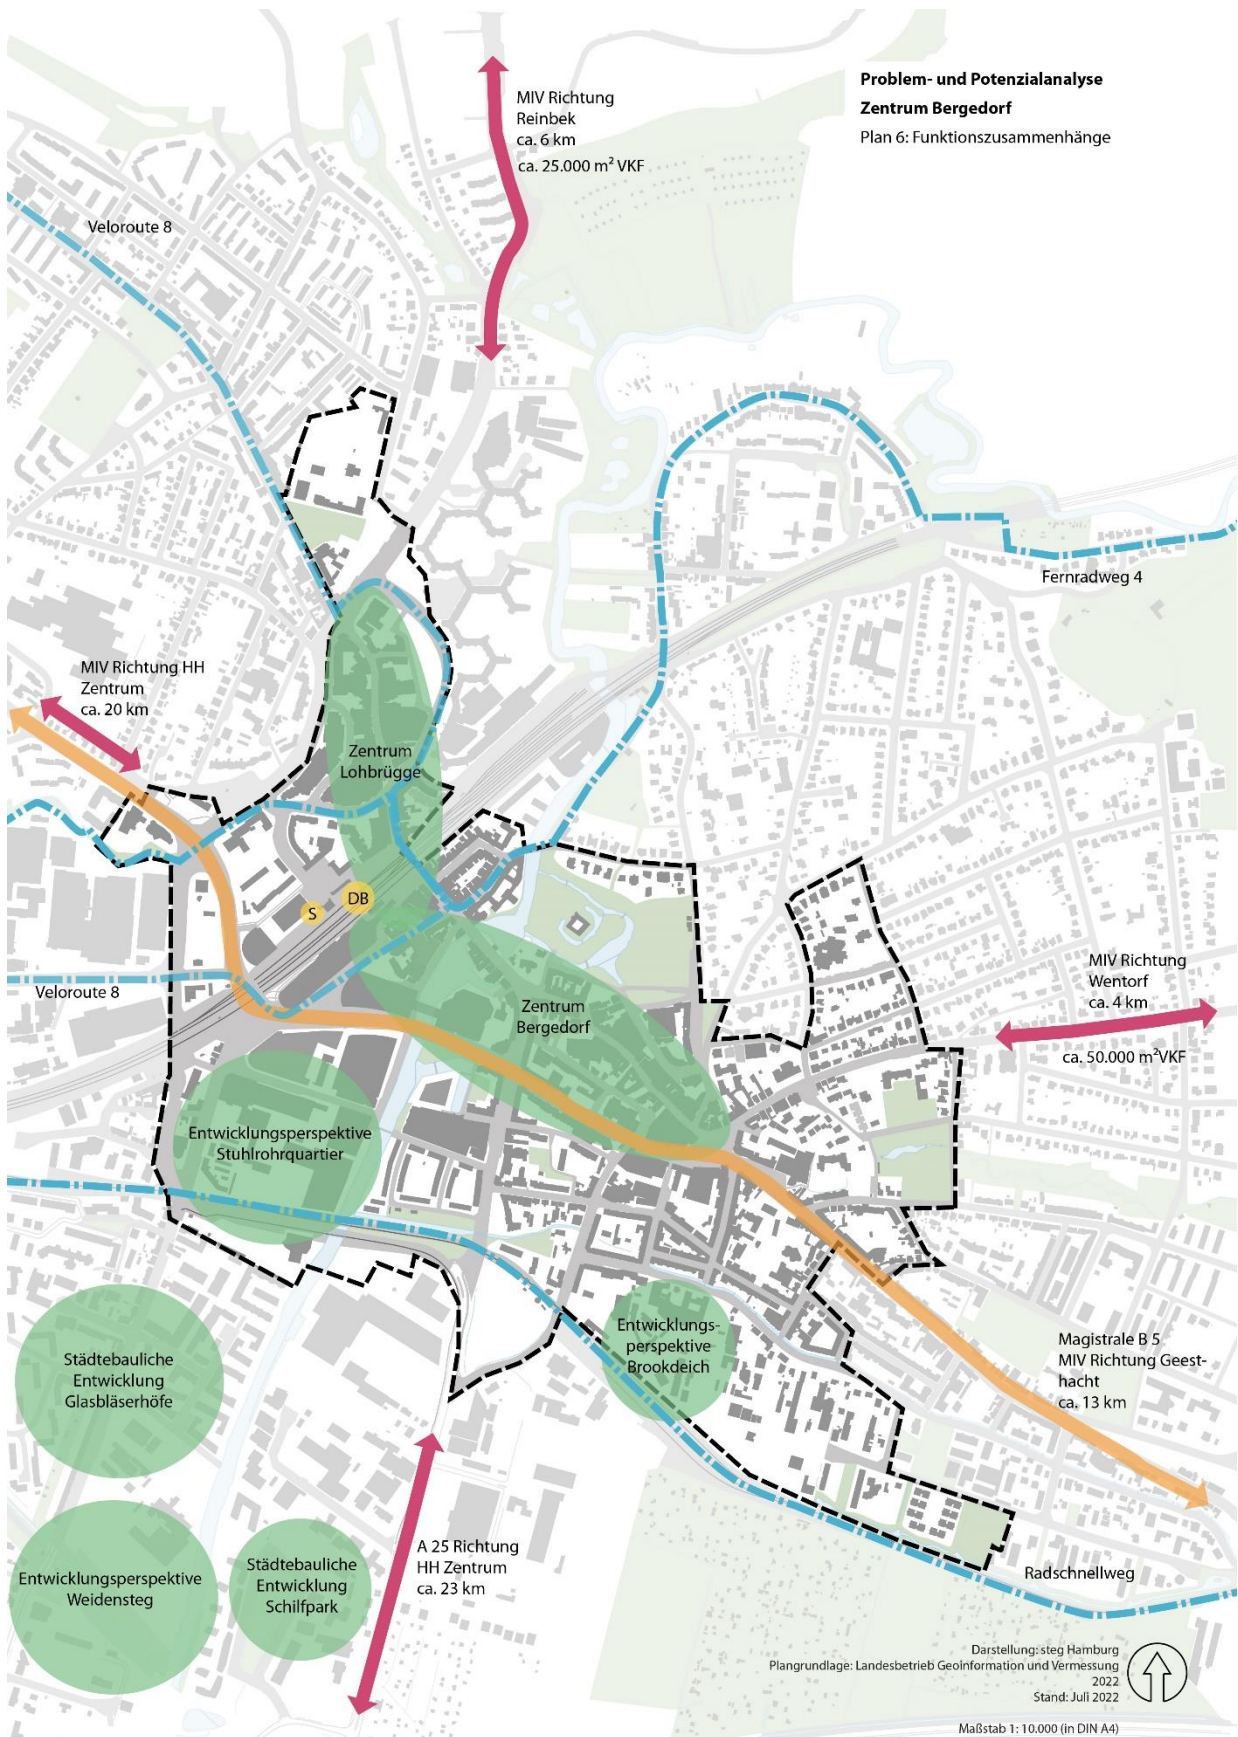 Problem- und Potenzialanalyse
Zentrum Bergedorf
Plan 6: Funktionszusammenhänge
MIV Richtung
Reinbek
ca. 6 km
ca. 25.000 m² VKF
Veloroute 8
Fernradweg 4
MIV Richtung HH
Zentrum
ca. 20 km
Zentrum
Lohbrügge
S
DB
Veloroute 8
Zentrum
Bergedorf
MIV Richtung
Wentorf
ca. 4 km
ca. 50.000 m²VKF
Entwicklungsperspektive
Stuhlrohrquartier
Städtebauliche
Entwicklung
Glasbläserhöfe
Entwicklungs-
perspektive
Brookdeich
Magistrale B 5
MIV Richtung Geest-
hacht
ca. 13 km
Entwicklungsperspektive
Weidensteg
Städtebauliche
Entwicklung
Schilfpark
A 25 Richtung
HH Zentrum
ca. 23 km
Radschnellweg
Darstellung: steg Hamburg
Plangrundlage: Landesbetrieb Geoinformation und Vermessung
2022
Stand: Juli 2022
Maßstab 1: 10.000 (in DIN A4)